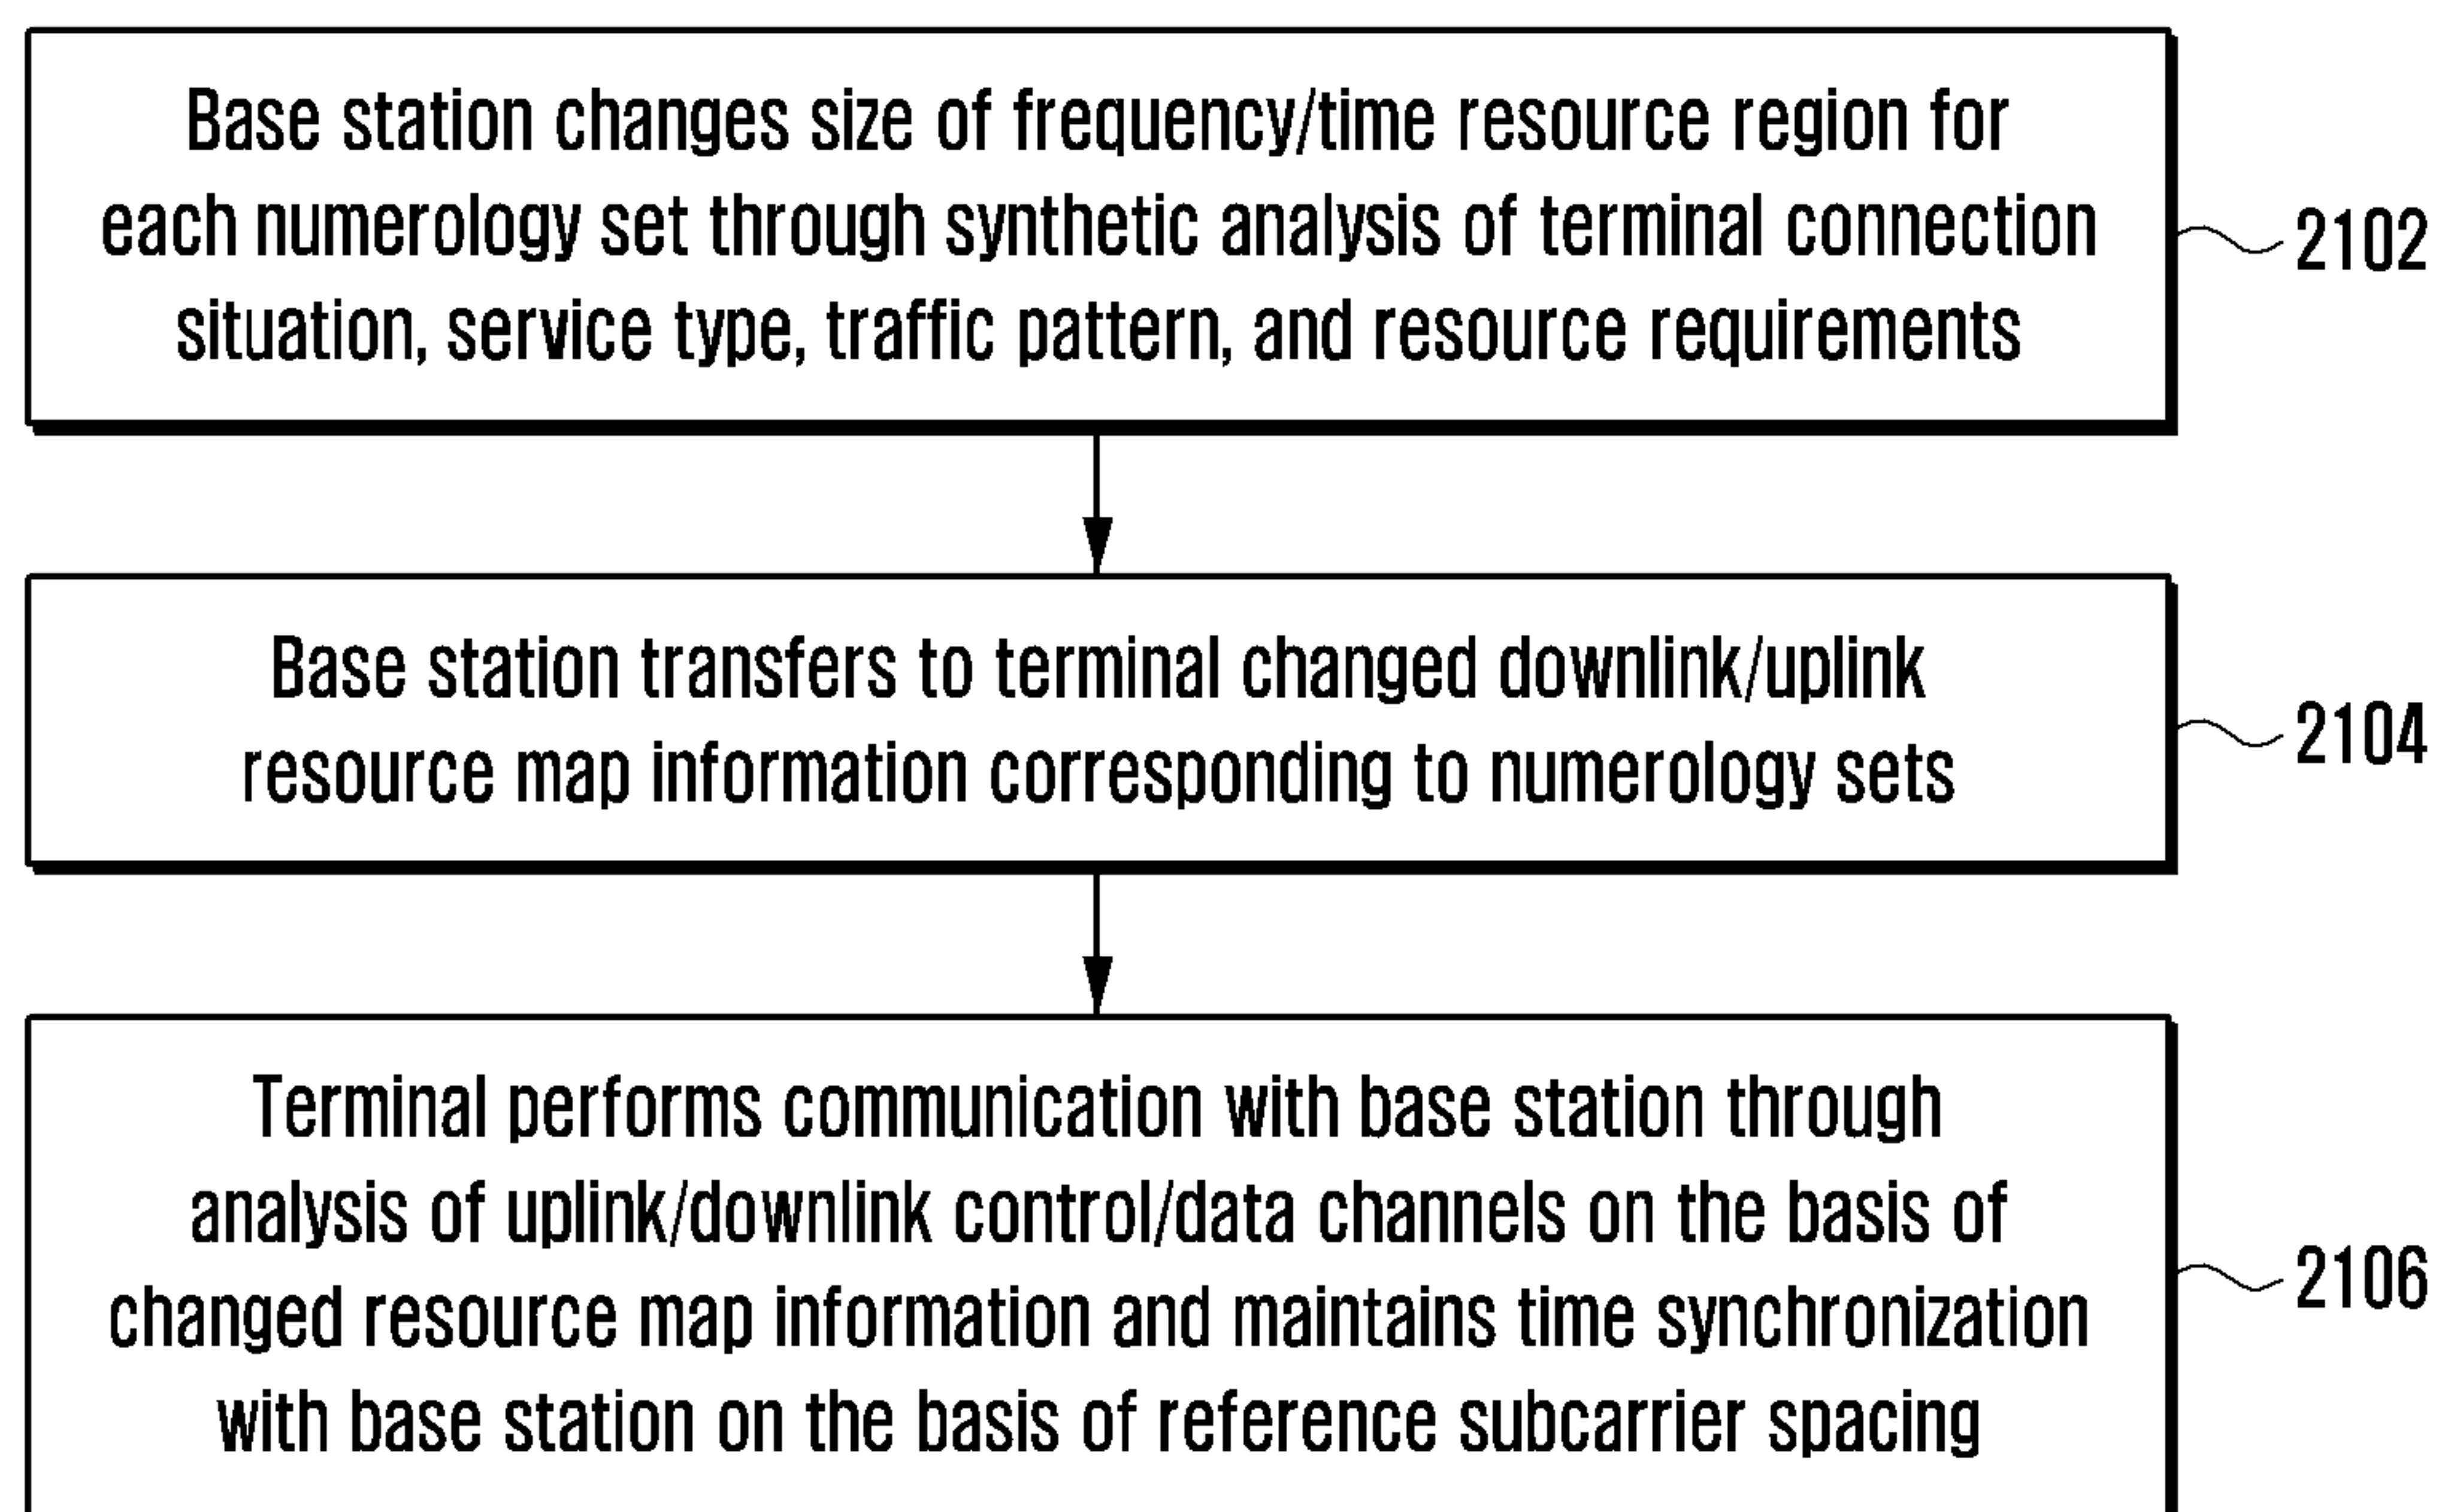 Base station changes size of frequency/time resource region for
each numerology set through synthetic analysis of terminal connection
situation, service type, traffic pattern, and resource requirements
2102
Base station transfers to terminal changed downlink/uplink
resource map information corresponding to numerology sets
2104
Terminal performs communication with base station through
analysis of uplink/downlink control/data channels on the basis of
changed resource map information and maintains time synchronization
with base station on the basis of reference subcarrier spacing
2106